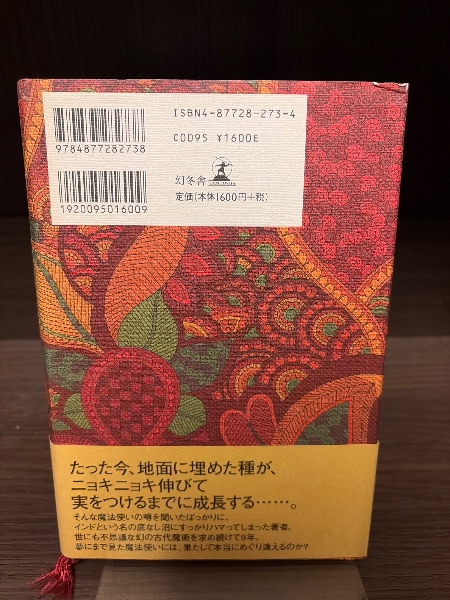 ISBN4-87728-273-4
C0095 ¥1600E
9784877282738
幻冬舎
定価(本体1600円+税)
1920095016009
たった今、地面に埋めた種が、
ニョキニョキ伸びて
実をつけるまでに成長する……。
そんな魔法使いの噂を聞いたばっかりに、
インドという名の底なし沼にすっかりハマってしまった著者。
世にも不思議な幻の古代魔術を求め続けて9年。
夢にまで見た魔法使いには、果たして本当にめぐり逢えるのか?